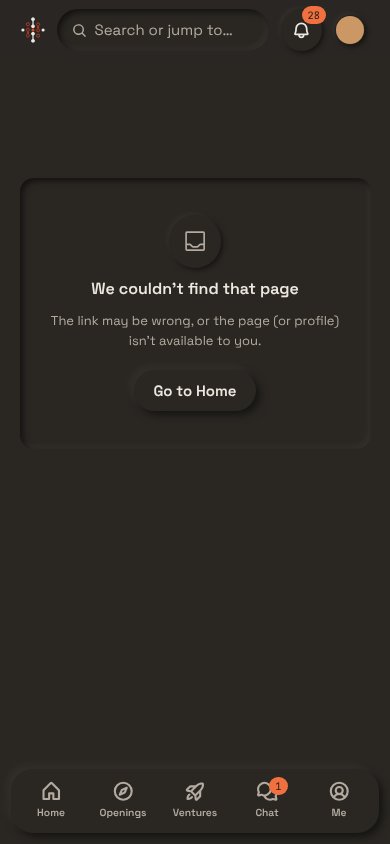 Search or jump to...
28
We couldn't find that page
The link may be wrong, or the page (or profile)
isn't available to you.
Go to Home
1
Home
Openings
Ventures
Chat
Me